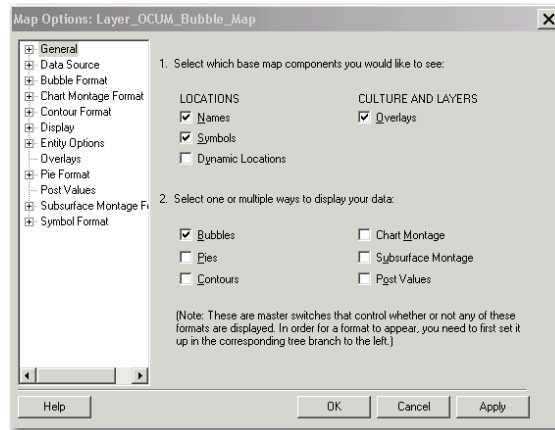 Map Options: Layer_OCUM_Bubble_Map
General
Data Source
Bubble Format
Chart Montage Format
Contour Format
Display
Entity Options
Overlays
Pie Format
Post Values
Subsurface Montage Fo
Symbol Format
1. Select which base map components you would like to see:
LOCATIONS
CULTURE AND LAYERS
Names
Overlays
Symbols
Dynamic Locations
2. Select one or multiple ways to display your data:
Bubbles
Chart Montage
Pies
Subsurface Montage
Contours
Post Values
(Note: These are master switches that control whether or not any of these
formats are displayed. In order for a format to appear, you need to first set it
up in the corresponding tree branch to the left.)
Help
OK
Cancel
Apply